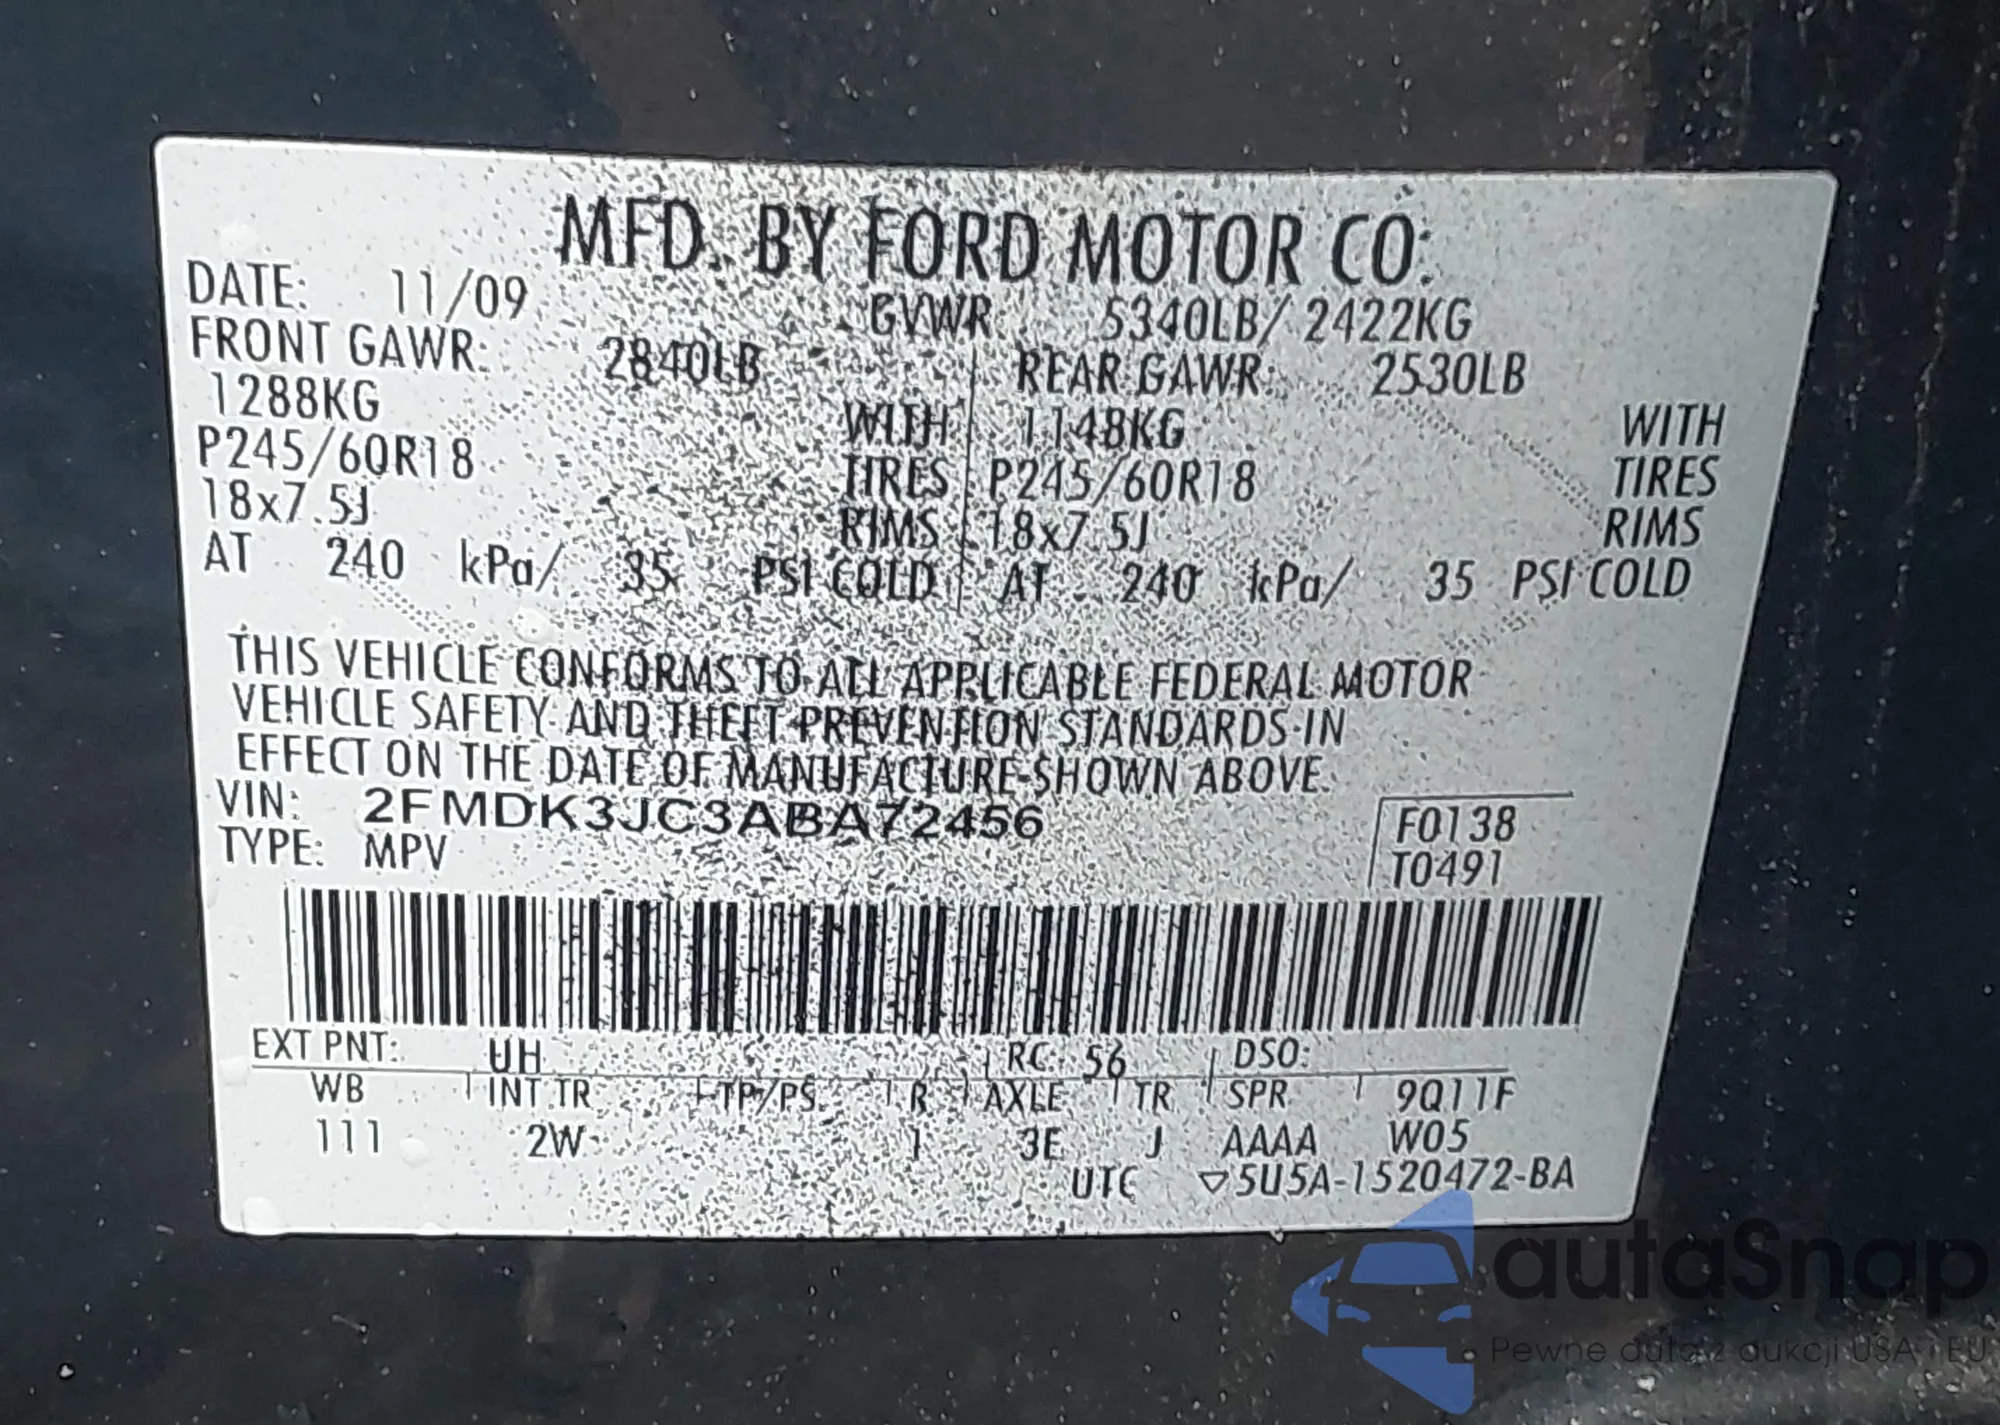 MFD. BY FORD MOTOR CO.
DATE: 11/09 GVWR: 5340LB/ 2422KG
FRONT GAWR: 2840LB REAR GAWR: 2530LB
1288KG WITH 1148KG WITH
P245/60R18 TIRES P245/60R18 TIRES
18x7.5J RIMS 18x7.5J RIMS
AT 240 kPa/ 35 PSI COLD AT 240 kPa/ 35 PSI COLD
THIS VEHICLE CONFORMS TO ALL APPLICABLE FEDERAL MOTOR
VEHICLE SAFETY AND THEFT PREVENTION STANDARDS IN
EFFECT ON THE DATE OF MANUFACTURE SHOWN ABOVE.
VIN: 2FMDK3JC3ABA72456 F0138
TYPE: MPV T0491
EXT PNT: UH RC: 56 DSO:
WB INT TR TP/PS R AXLE TR SPR 9Q11F
111 2W 1 3E J AAAA W05
UTC ▽5U5A-1520472-BA
autaSnap
Pewne auta z aukcji USA i EU